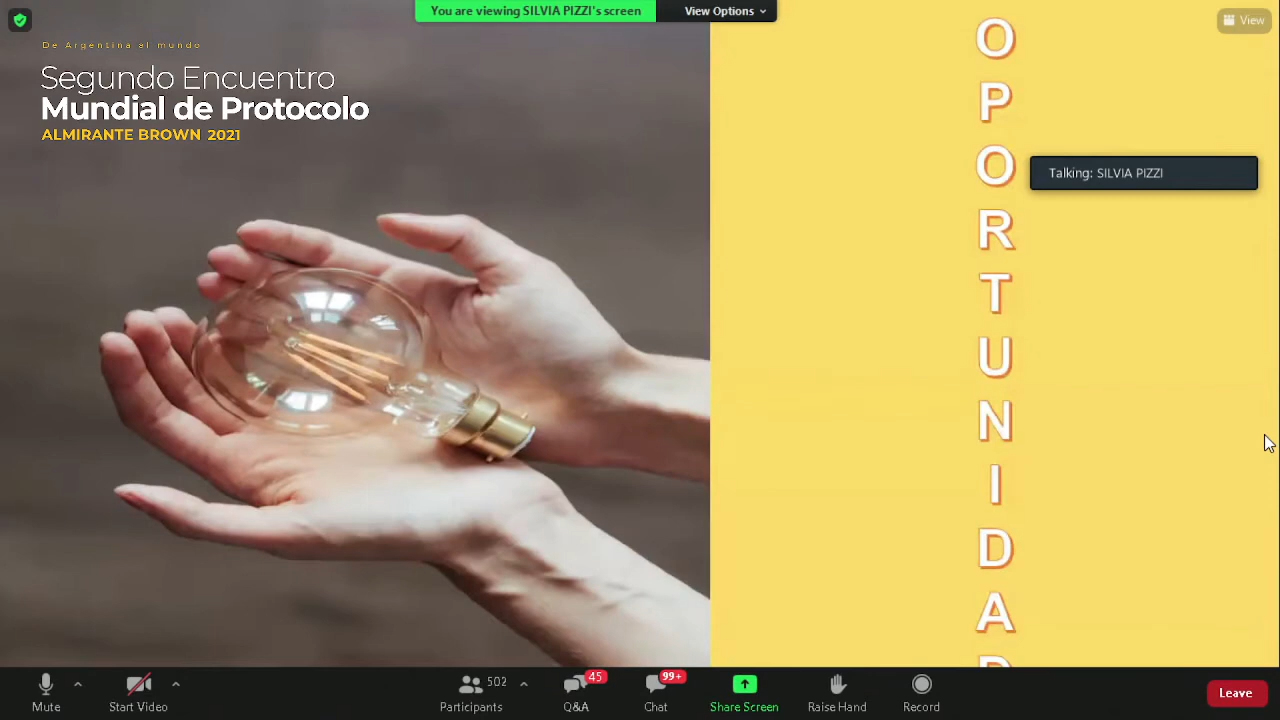 You are viewing SILVIA PIZZI's screen
View Options
View
De Argentina al mundo
Segundo Encuentro
Mundial de Protocolo
ALMIRANTE BROWN 2021
O
P
O
R
T
U
N
I
D
A
D
Talking: SILVIA PIZZI
Mute
Start Video
502
Participants
45
Q&A
99+
Chat
Share Screen
Raise Hand
Record
Leave